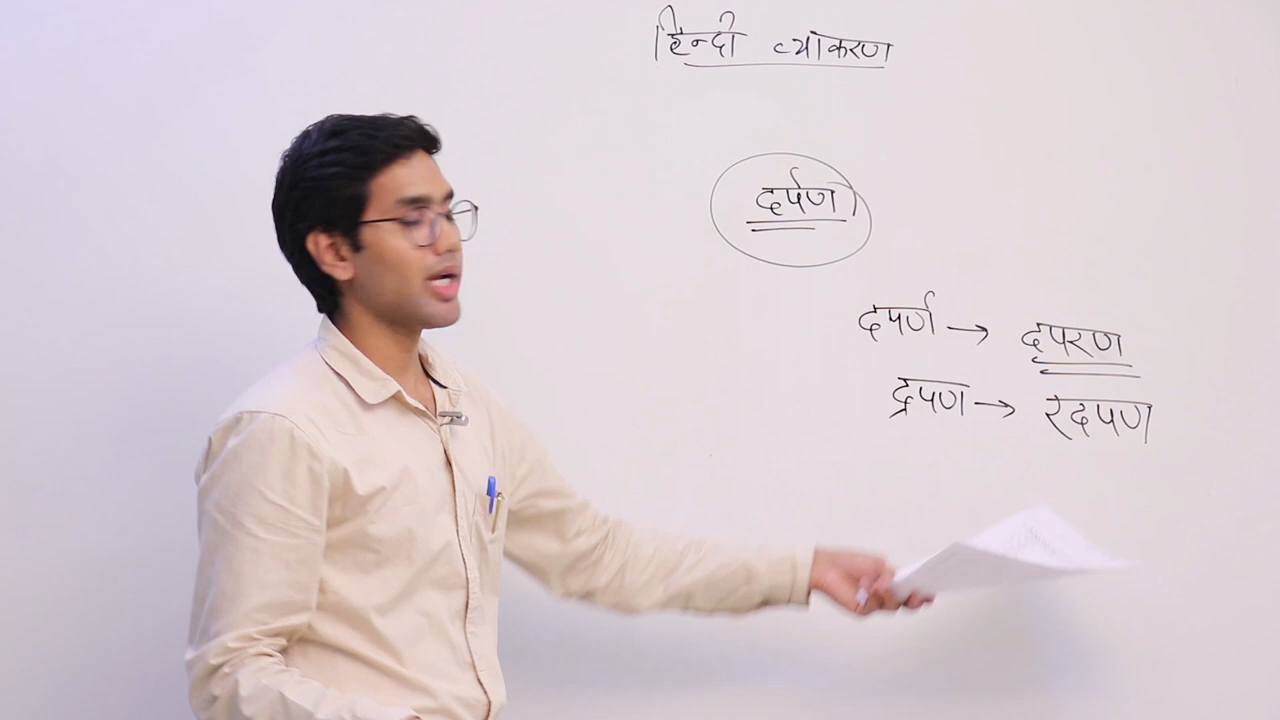 हिन्दी व्याकरण
दर्पण
दपर्ण → दपरण
द्रपण → रदपण